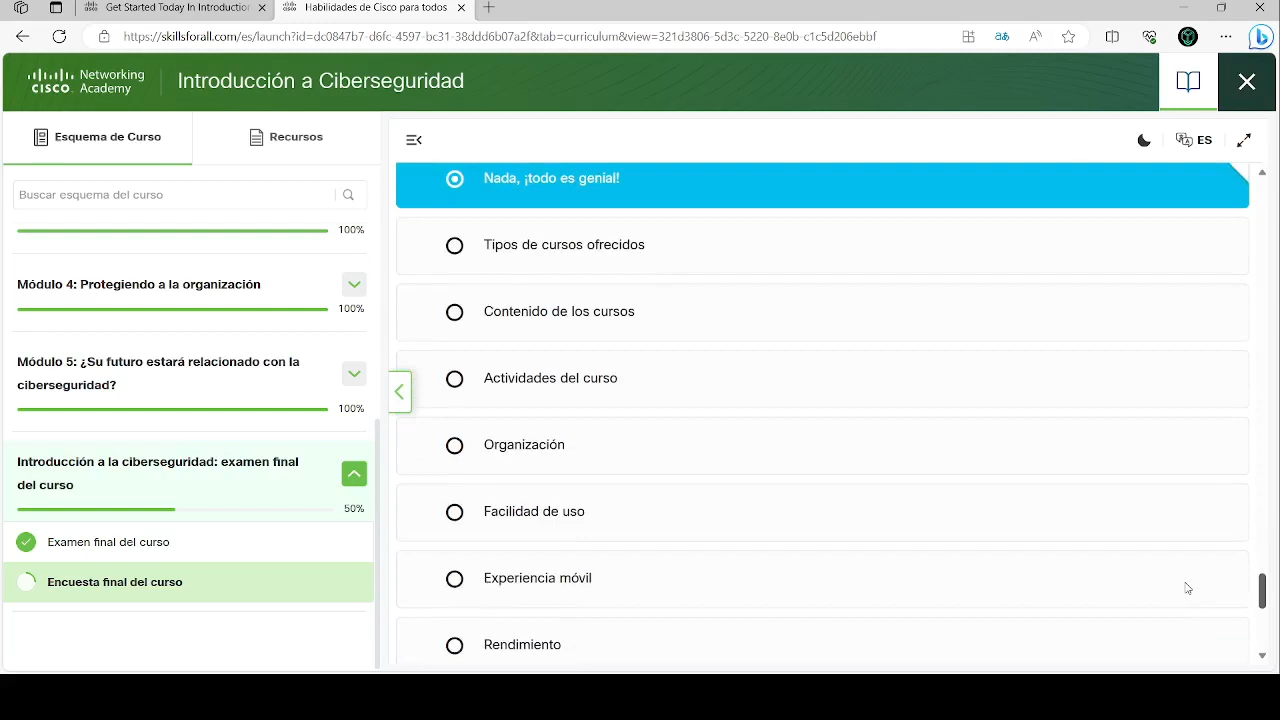 Get Started Today In Introduction
Habilidades de Cisco para todos
https://skillsforall.com/es/launch?id=dc0847b7-d6fc-4597-bc31-38ddd6b07a2f&tab=curriculum&view=321d3806-5d3c-5220-8e0b-c1c5d206ebbf
CISCO
Networking
Academy
Introducción a Ciberseguridad
Esquema de Curso
Recursos
ES
Buscar esquema del curso
100%
Módulo 4: Protegiendo a la organización
100%
Módulo 5: ¿Su futuro estará relacionado con la
ciberseguridad?
100%
Introducción a la ciberseguridad: examen final
del curso
50%
Examen final del curso
Encuesta final del curso
Nada, ¡todo es genial!
Tipos de cursos ofrecidos
Contenido de los cursos
Actividades del curso
Organización
Facilidad de uso
Experiencia móvil
Rendimiento